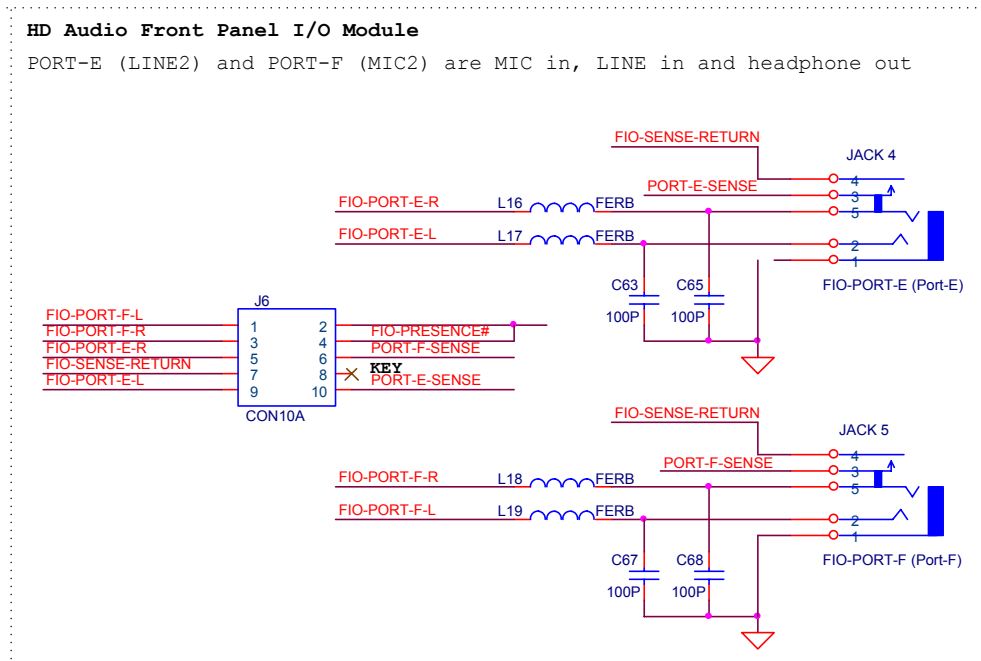 HD Audio Front Panel I/O Module
PORT-E (LINE2) and PORT-F (MIC2) are MIC in, LINE in and headphone out
FIO-SENSE-RETURN
JACK 4
PORT-E-SENSE
4
3
5
2
1
FIO-PORT-E-R
L16
FERB
FIO-PORT-E-L
L17
FERB
C63
C65
100P
100P
FIO-PORT-E (Port-E)
J6
FIO-PORT-F-L
1
2
FIO-PORT-F-R
3
4
FIO-PRESENCE#
FIO-PORT-E-R
5
6
PORT-F-SENSE
FIO-SENSE-RETURN
7
8
KEY
FIO-PORT-E-L
9
10
PORT-E-SENSE
CON10A
FIO-SENSE-RETURN
JACK 5
PORT-F-SENSE
4
3
5
2
1
FIO-PORT-F-R
L18
FERB
FIO-PORT-F-L
L19
FERB
C67
C68
100P
100P
FIO-PORT-F (Port-F)